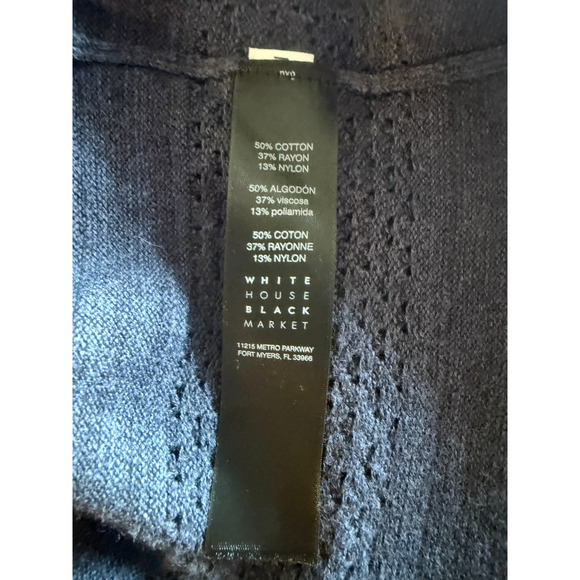 nvy
50% COTTON
37% RAYON
13% NYLON
50% ALGODÓN
37% viscosa
13% poliamida
50% COTON
37% RAYONNE
13% NYLON
WHITE
HOUSE
BLACK
MARKET
11215 METRO PARKWAY
FORT MYERS, FL 33966